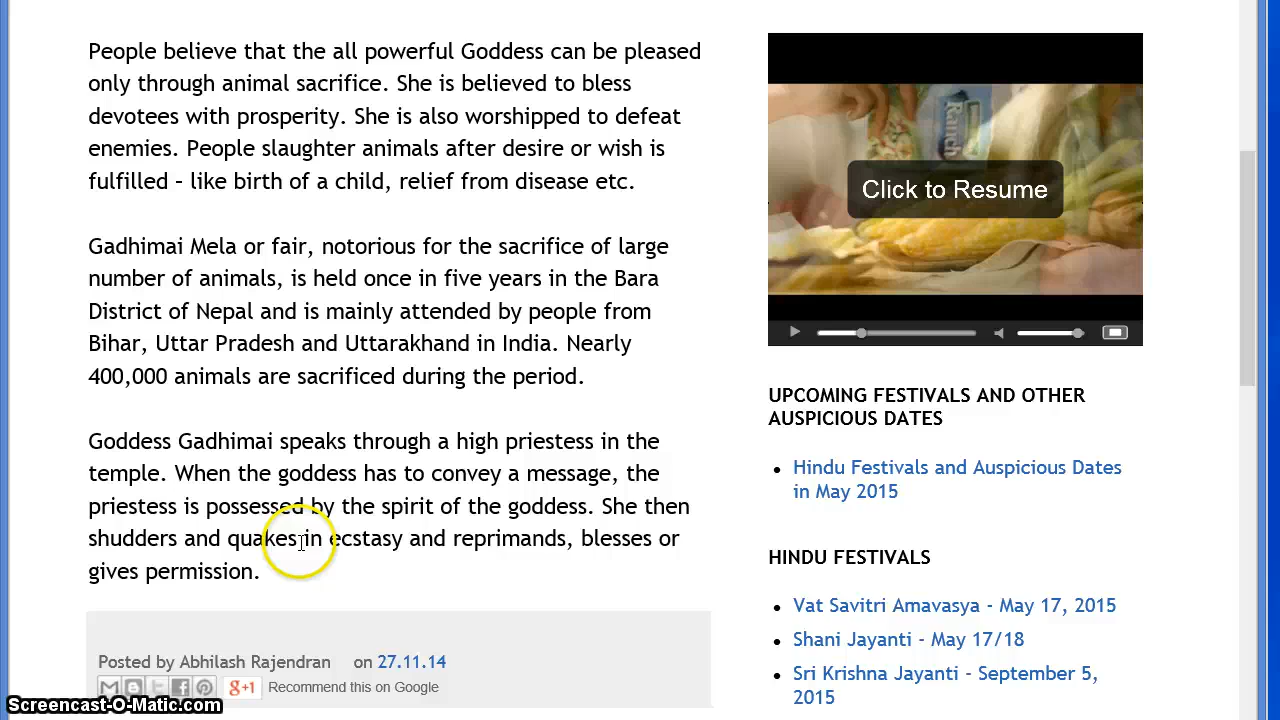 People believe that the all powerful Goddess can be pleased
only through animal sacrifice. She is believed to bless
devotees with prosperity. She is also worshipped to defeat
enemies. People slaughter animals after desire or wish is
fulfilled – like birth of a child, relief from disease etc.
Gadhimai Mela or fair, notorious for the sacrifice of large
number of animals, is held once in five years in the Bara
District of Nepal and is mainly attended by people from
Bihar, Uttar Pradesh and Uttarakhand in India. Nearly
400,000 animals are sacrificed during the period.
Goddess Gadhimai speaks through a high priestess in the
temple. When the goddess has to convey a message, the
priestess is possessed by the spirit of the goddess. She then
shudders and quakes in ecstasy and reprimands, blesses or
gives permission.
Posted by Abhilash Rajendran on 27.11.14
g+1 Recommend this on Google
Ranch
Click to Resume
UPCOMING FESTIVALS AND OTHER
AUSPICIOUS DATES
Hindu Festivals and Auspicious Dates
in May 2015
HINDU FESTIVALS
Vat Savitri Amavasya - May 17, 2015
Shani Jayanti - May 17/18
Sri Krishna Jayanti - September 5,
2015
Screencast-O-Matic.com